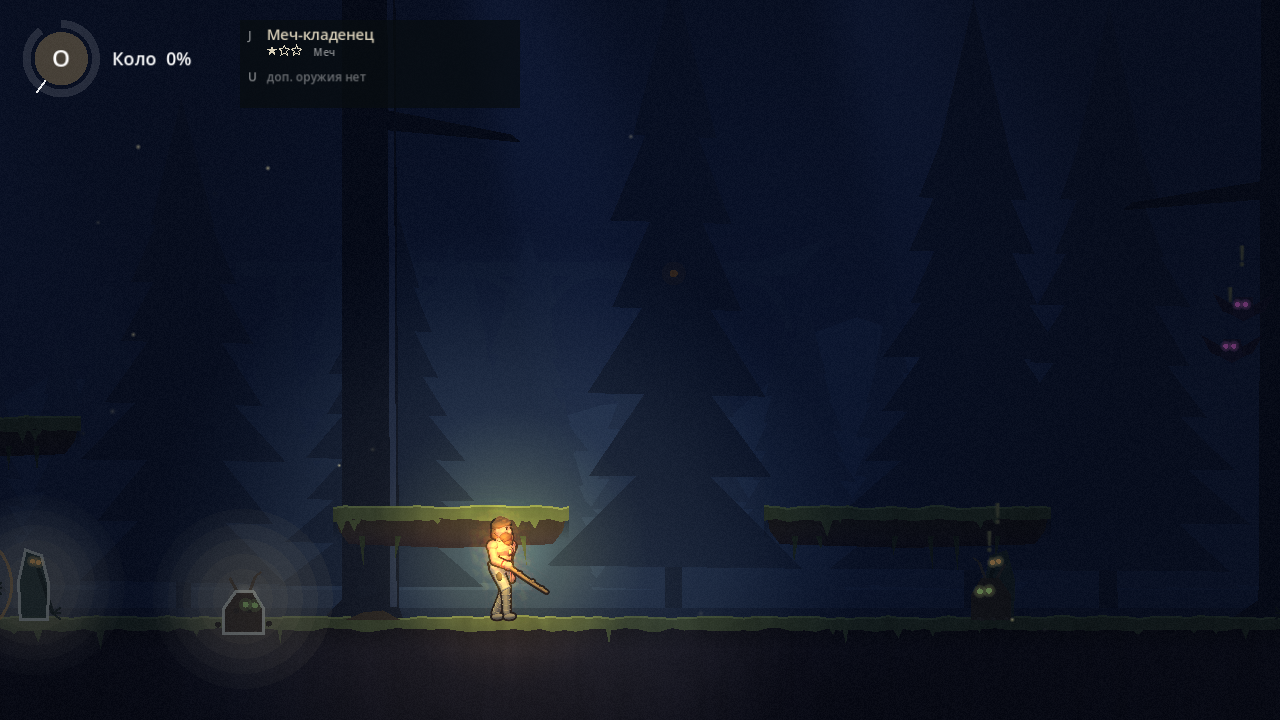 О
Коло 0%
J Меч-кладенец
★☆☆ Меч
U доп. оружия нет